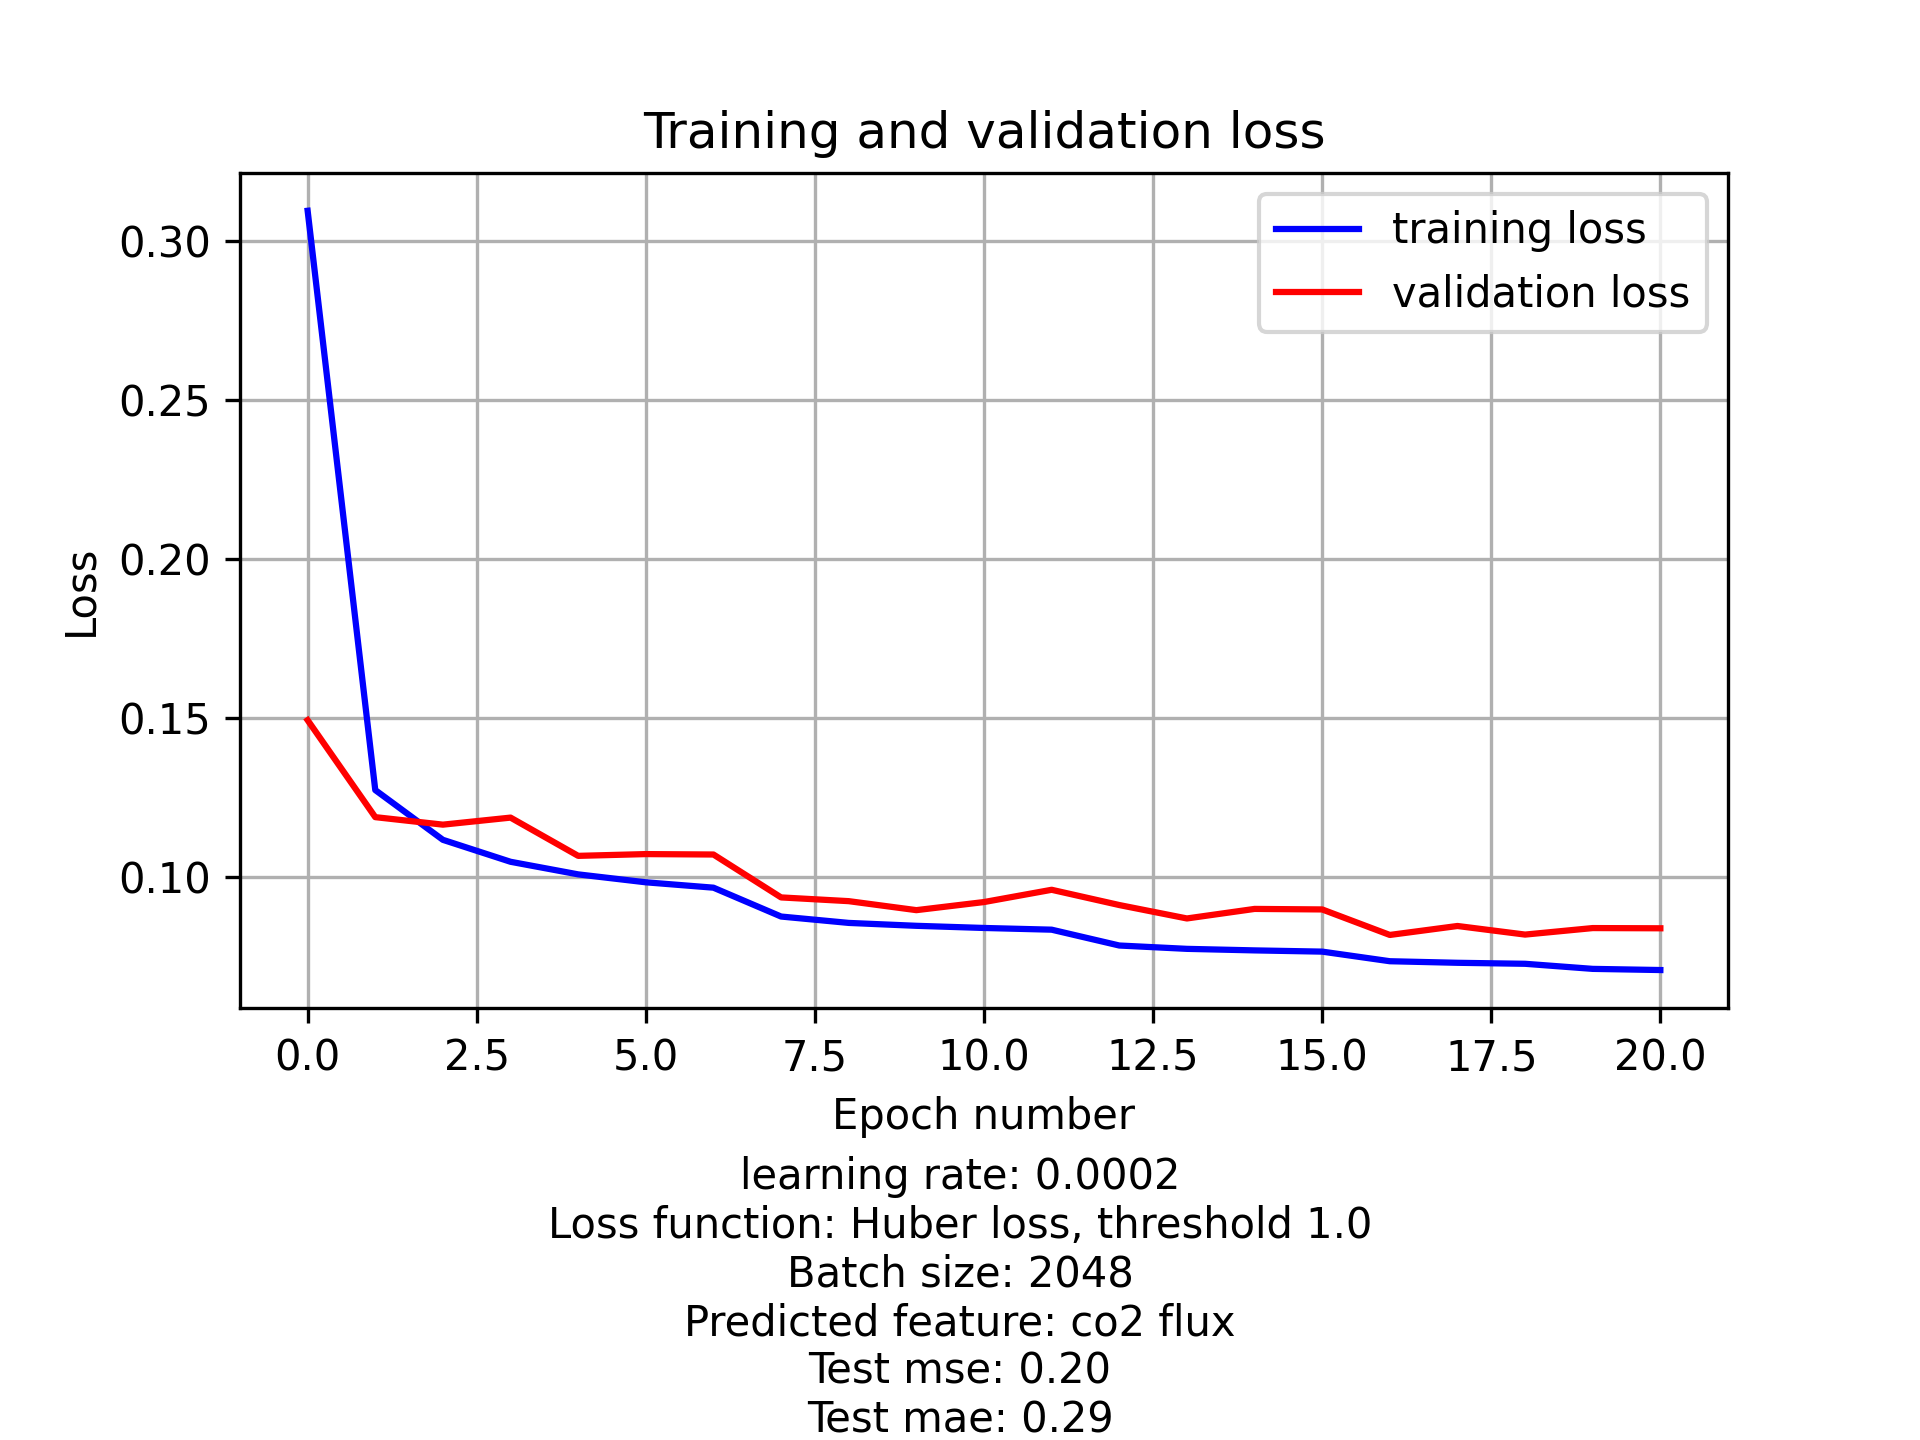 Training and validation loss
training loss
validation loss
Loss
0.30
0.25
0.20
0.15
0.10
0.0 2.5 5.0 7.5 10.0 12.5 15.0 17.5 20.0
Epoch number
learning rate: 0.0002
Loss function: Huber loss, threshold 1.0
Batch size: 2048
Predicted feature: co2 flux
Test mse: 0.20
Test mae: 0.29